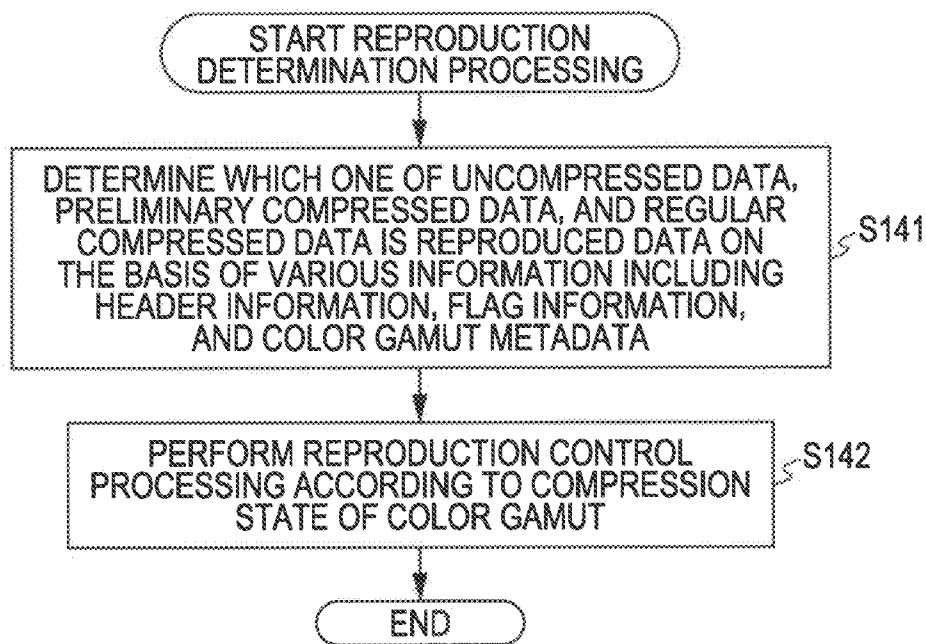 START REPRODUCTION
DETERMINATION PROCESSING
DETERMINE WHICH ONE OF UNCOMPRESSED DATA,
PRELIMINARY COMPRESSED DATA, AND REGULAR
COMPRESSED DATA IS REPRODUCED DATA ON
THE BASIS OF VARIOUS INFORMATION INCLUDING
HEADER INFORMATION, FLAG INFORMATION,
AND COLOR GAMUT METADATA
S141
PERFORM REPRODUCTION CONTROL
PROCESSING ACCORDING TO COMPRESSION
STATE OF COLOR GAMUT
S142
END